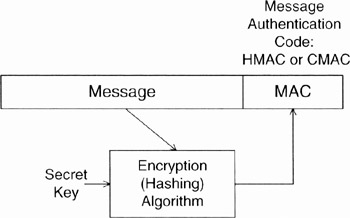 Message
Authentication
Code:
HMAC or CMAC
Message
MAC
Secret
Key
Encryption
(Hashing)
Algorithm